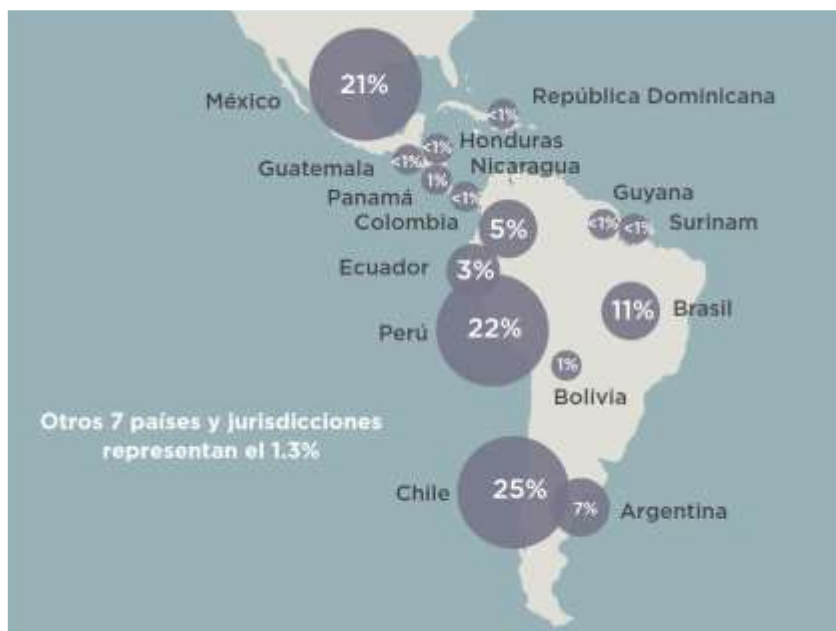 21%
México
República Dominicana
<1%
Honduras
<1%
Guatemala
<1%
Nicaragua
1%
Panamá
<1%
Colombia
5%
Guyana
<1%
Surinam
<1%
Ecuador
3%
Perú
22%
11%
Brasil
1%
Bolivia
Otros 7 países y jurisdicciones
representan el 1.3%
Chile
25%
7%
Argentina